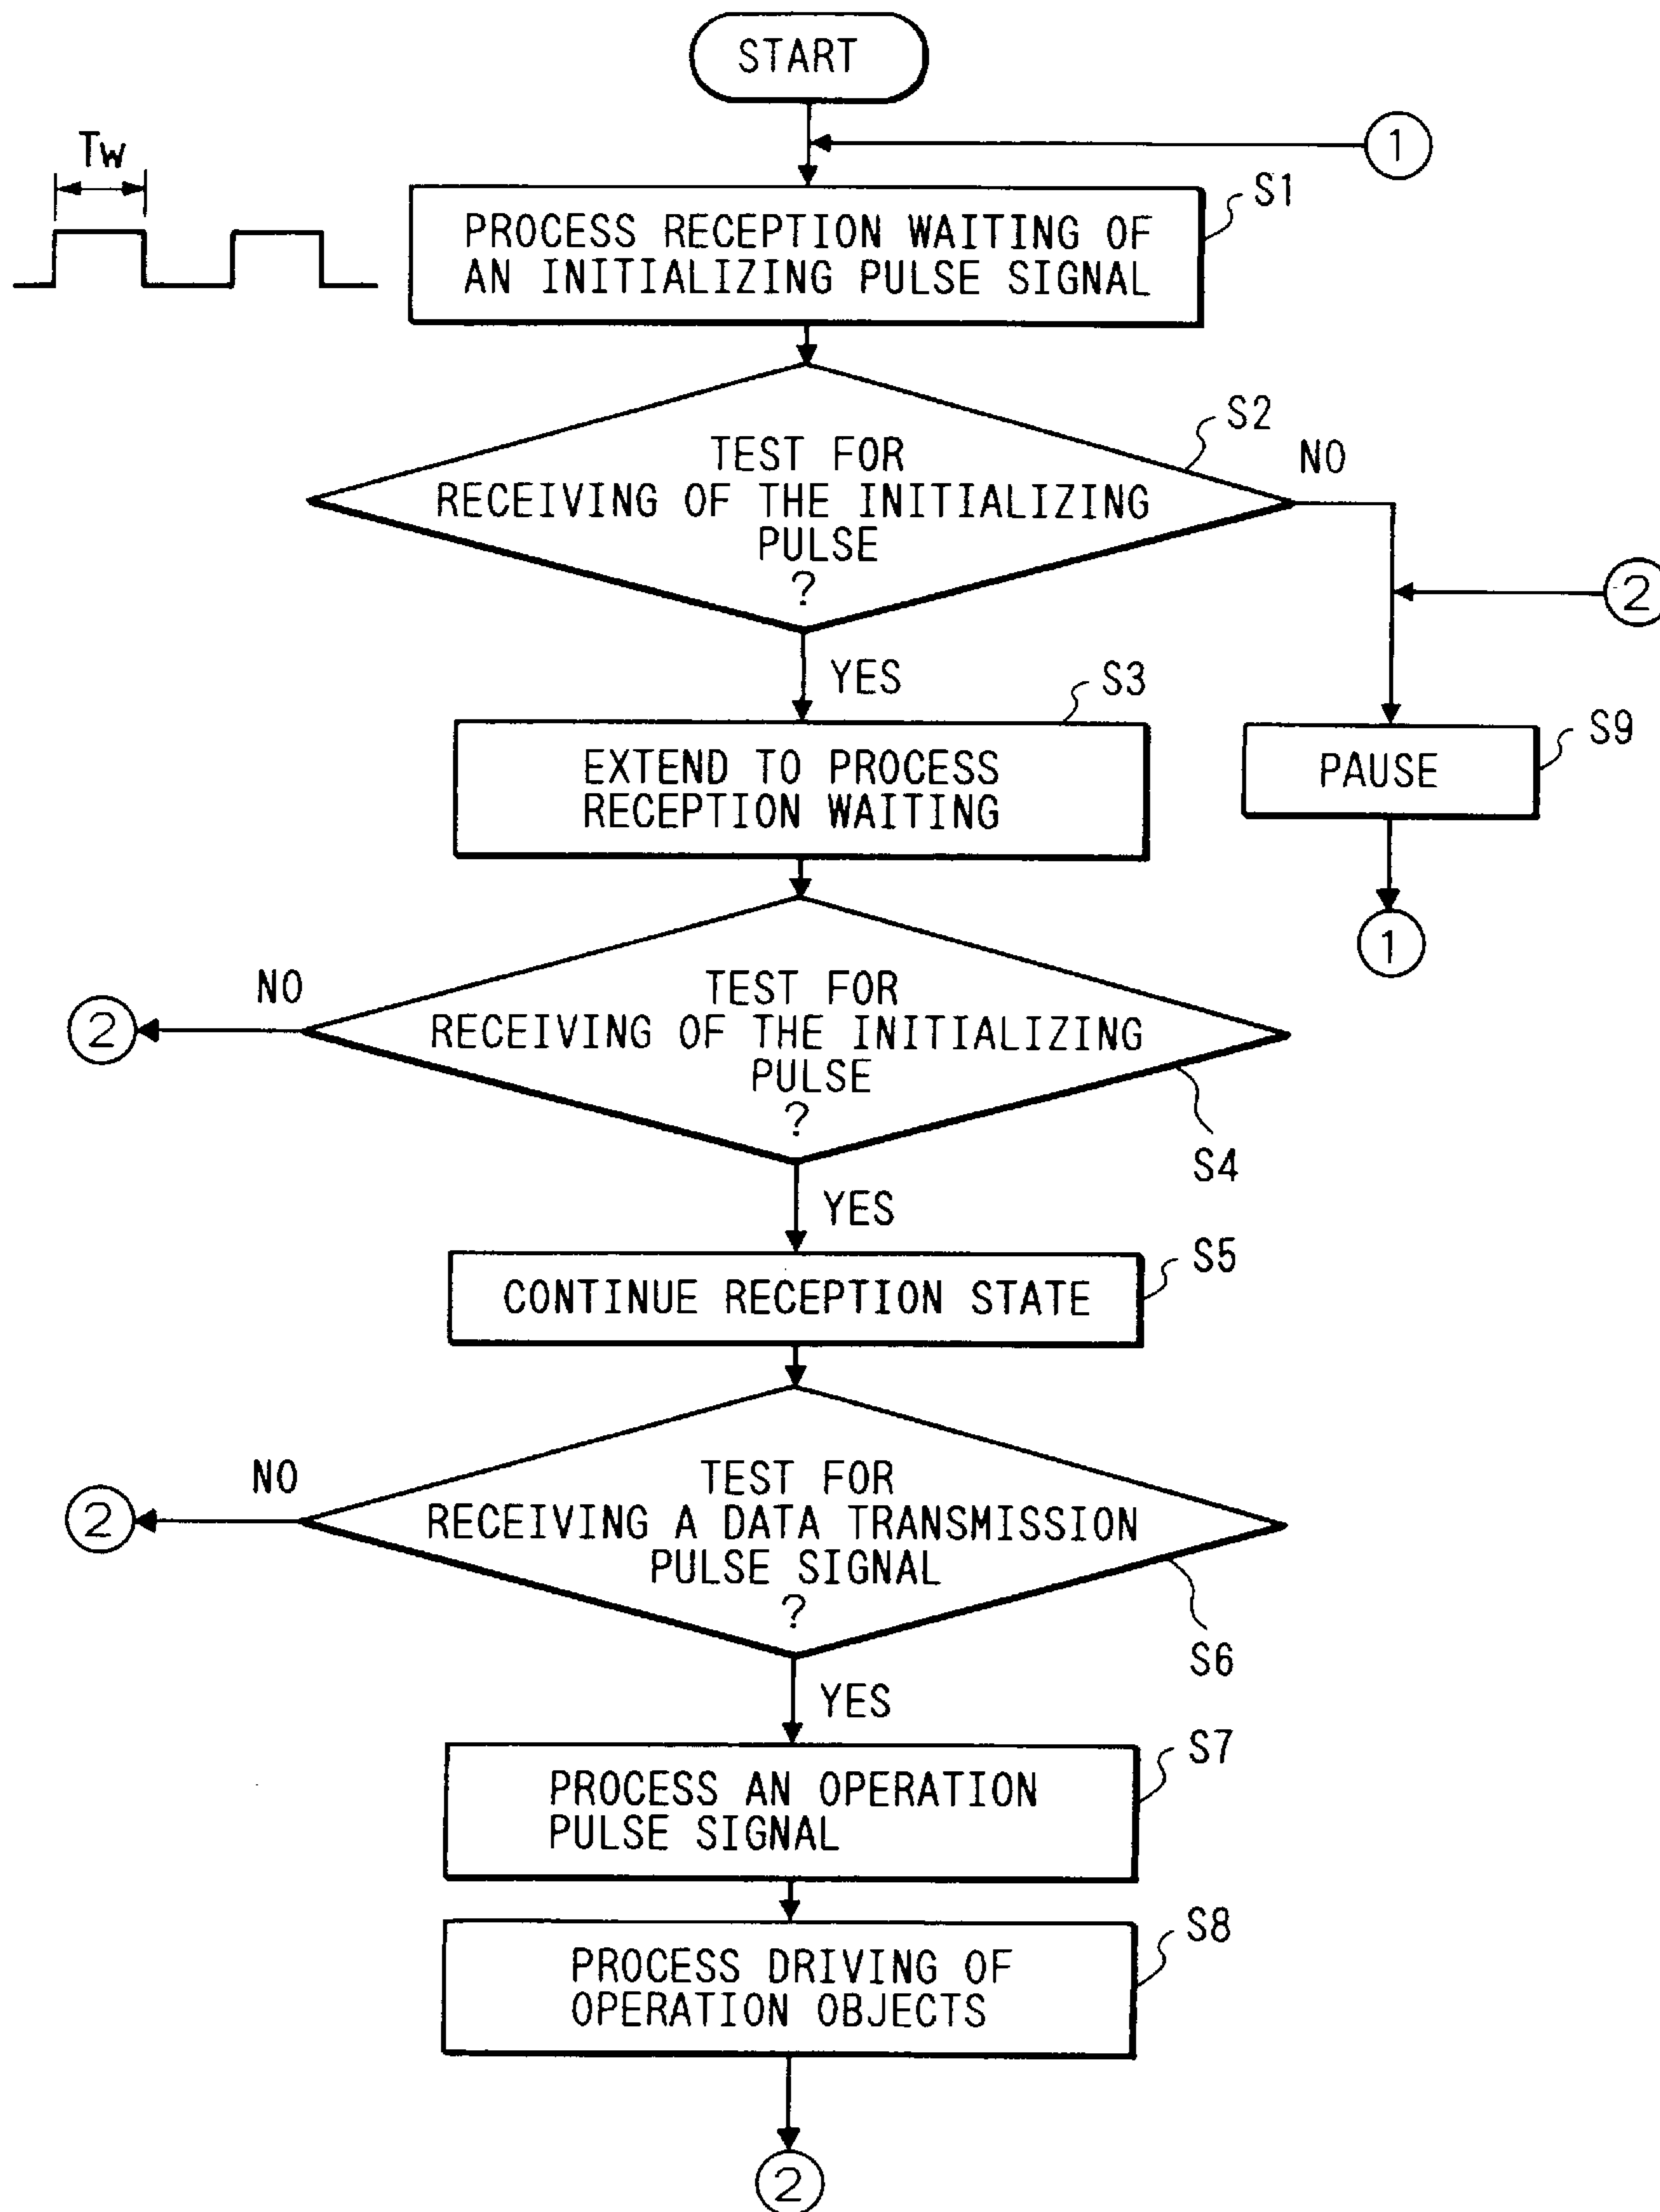 START
1
Tw
S1
PROCESS RECEPTION WAITING OF
AN INITIALIZING PULSE SIGNAL
S2
NO
TEST FOR
RECEIVING OF THE INITIALIZING
PULSE
?
2
YES
S3
S9
EXTEND TO PROCESS
RECEPTION WAITING
PAUSE
1
NO
2
TEST FOR
RECEIVING OF THE INITIALIZING
PULSE
?
S4
YES
S5
CONTINUE RECEPTION STATE
NO
2
TEST FOR
RECEIVING A DATA TRANSMISSION
PULSE SIGNAL
?
S6
YES
S7
PROCESS AN OPERATION
PULSE SIGNAL
S8
PROCESS DRIVING OF
OPERATION OBJECTS
2